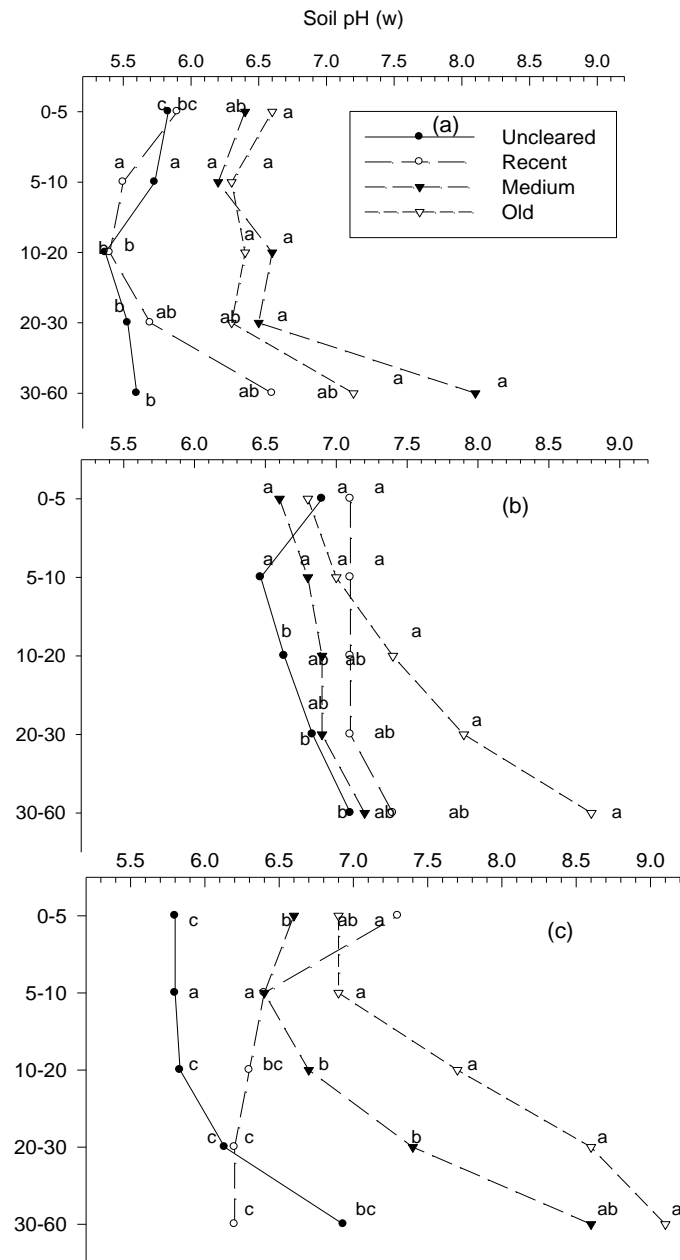 Soil pH (w)
5.5 6.0 6.5 7.0 7.5 8.0 8.5 9.0
0-5 c bc ab a (a)
Uncleared
5-10 a a a a Recent
Medium
Old
10-20 b b a a
20-30 b ab ab a
30-60 b ab ab a a
5.5 6.0 6.5 7.0 7.5 8.0 8.5 9.0
0-5 a a a (b)
5-10 a a a a
10-20 b ab ab a
ab
20-30 b ab a
30-60 b ab ab a
5.5 6.0 6.5 7.0 7.5 8.0 8.5 9.0
0-5 c b ab a (c)
5-10 a a a
10-20 c bc b a
20-30 c c b a
30-60 c bc ab a